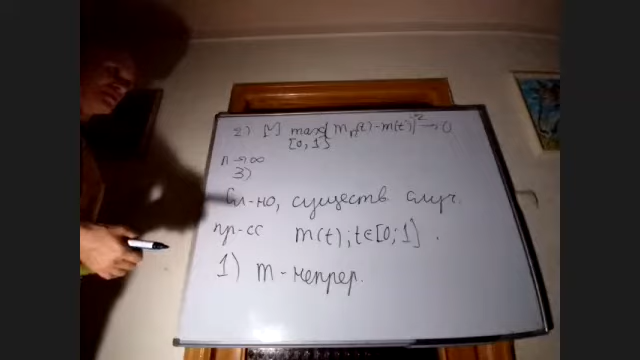 2) [∀] max |m_n(t) - m(t)|^2 → 0
[0,1]
n → ∞
3)
Сл-но, существ. случ.
пр-сс m(t); t ∈ [0;1].
1) m - непрер.